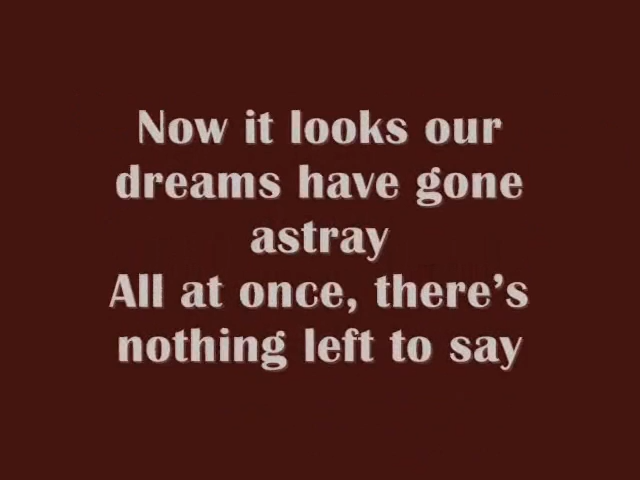 Now it looks our
dreams have gone
astray
All at once, there’s
nothing left to say